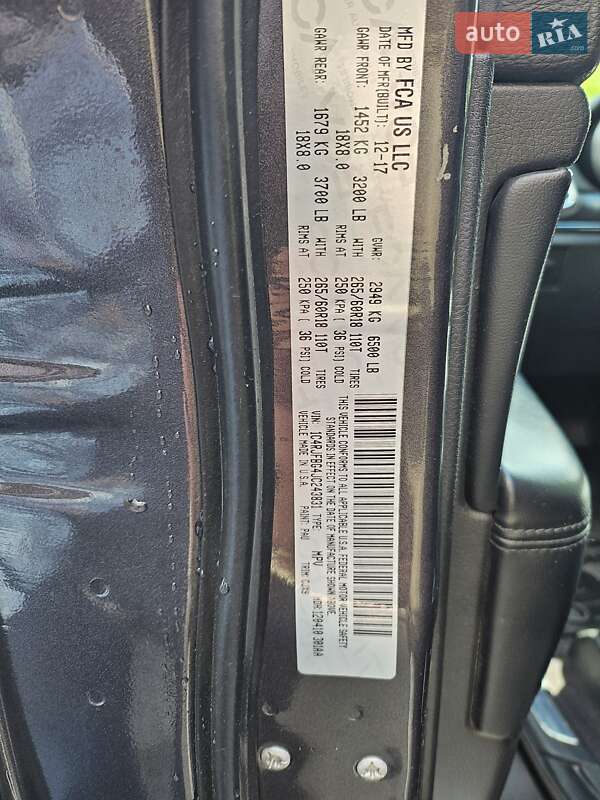 auto RIA
.com
MFD BY FCA US LLC
DATE OF MFR(BUILT): 12-17
GVWR: 2949 KG 6500 LB
GAWR FRONT: 1452 KG 3200 LB WITH 265/60R18 110T TIRES
18X8.0 RIMS AT 250 KPA ( 36 PSI) COLD
GAWR REAR: 1679 KG 3700 LB WITH 265/60R18 110T TIRES
18X8.0 RIMS AT 250 KPA ( 36 PSI) COLD
THIS VEHICLE CONFORMS TO ALL APPLICABLE U.S.A. FEDERAL MOTOR VEHICLE SAFETY
STANDARDS IN EFFECT ON THE DATE OF MANUFACTURE SHOWN ABOVE.
VIN: 1C4RJFBG4JC243831 TYPE: MPV
VEHICLE MADE IN U.S.A. PAINT: PAU TRIM: